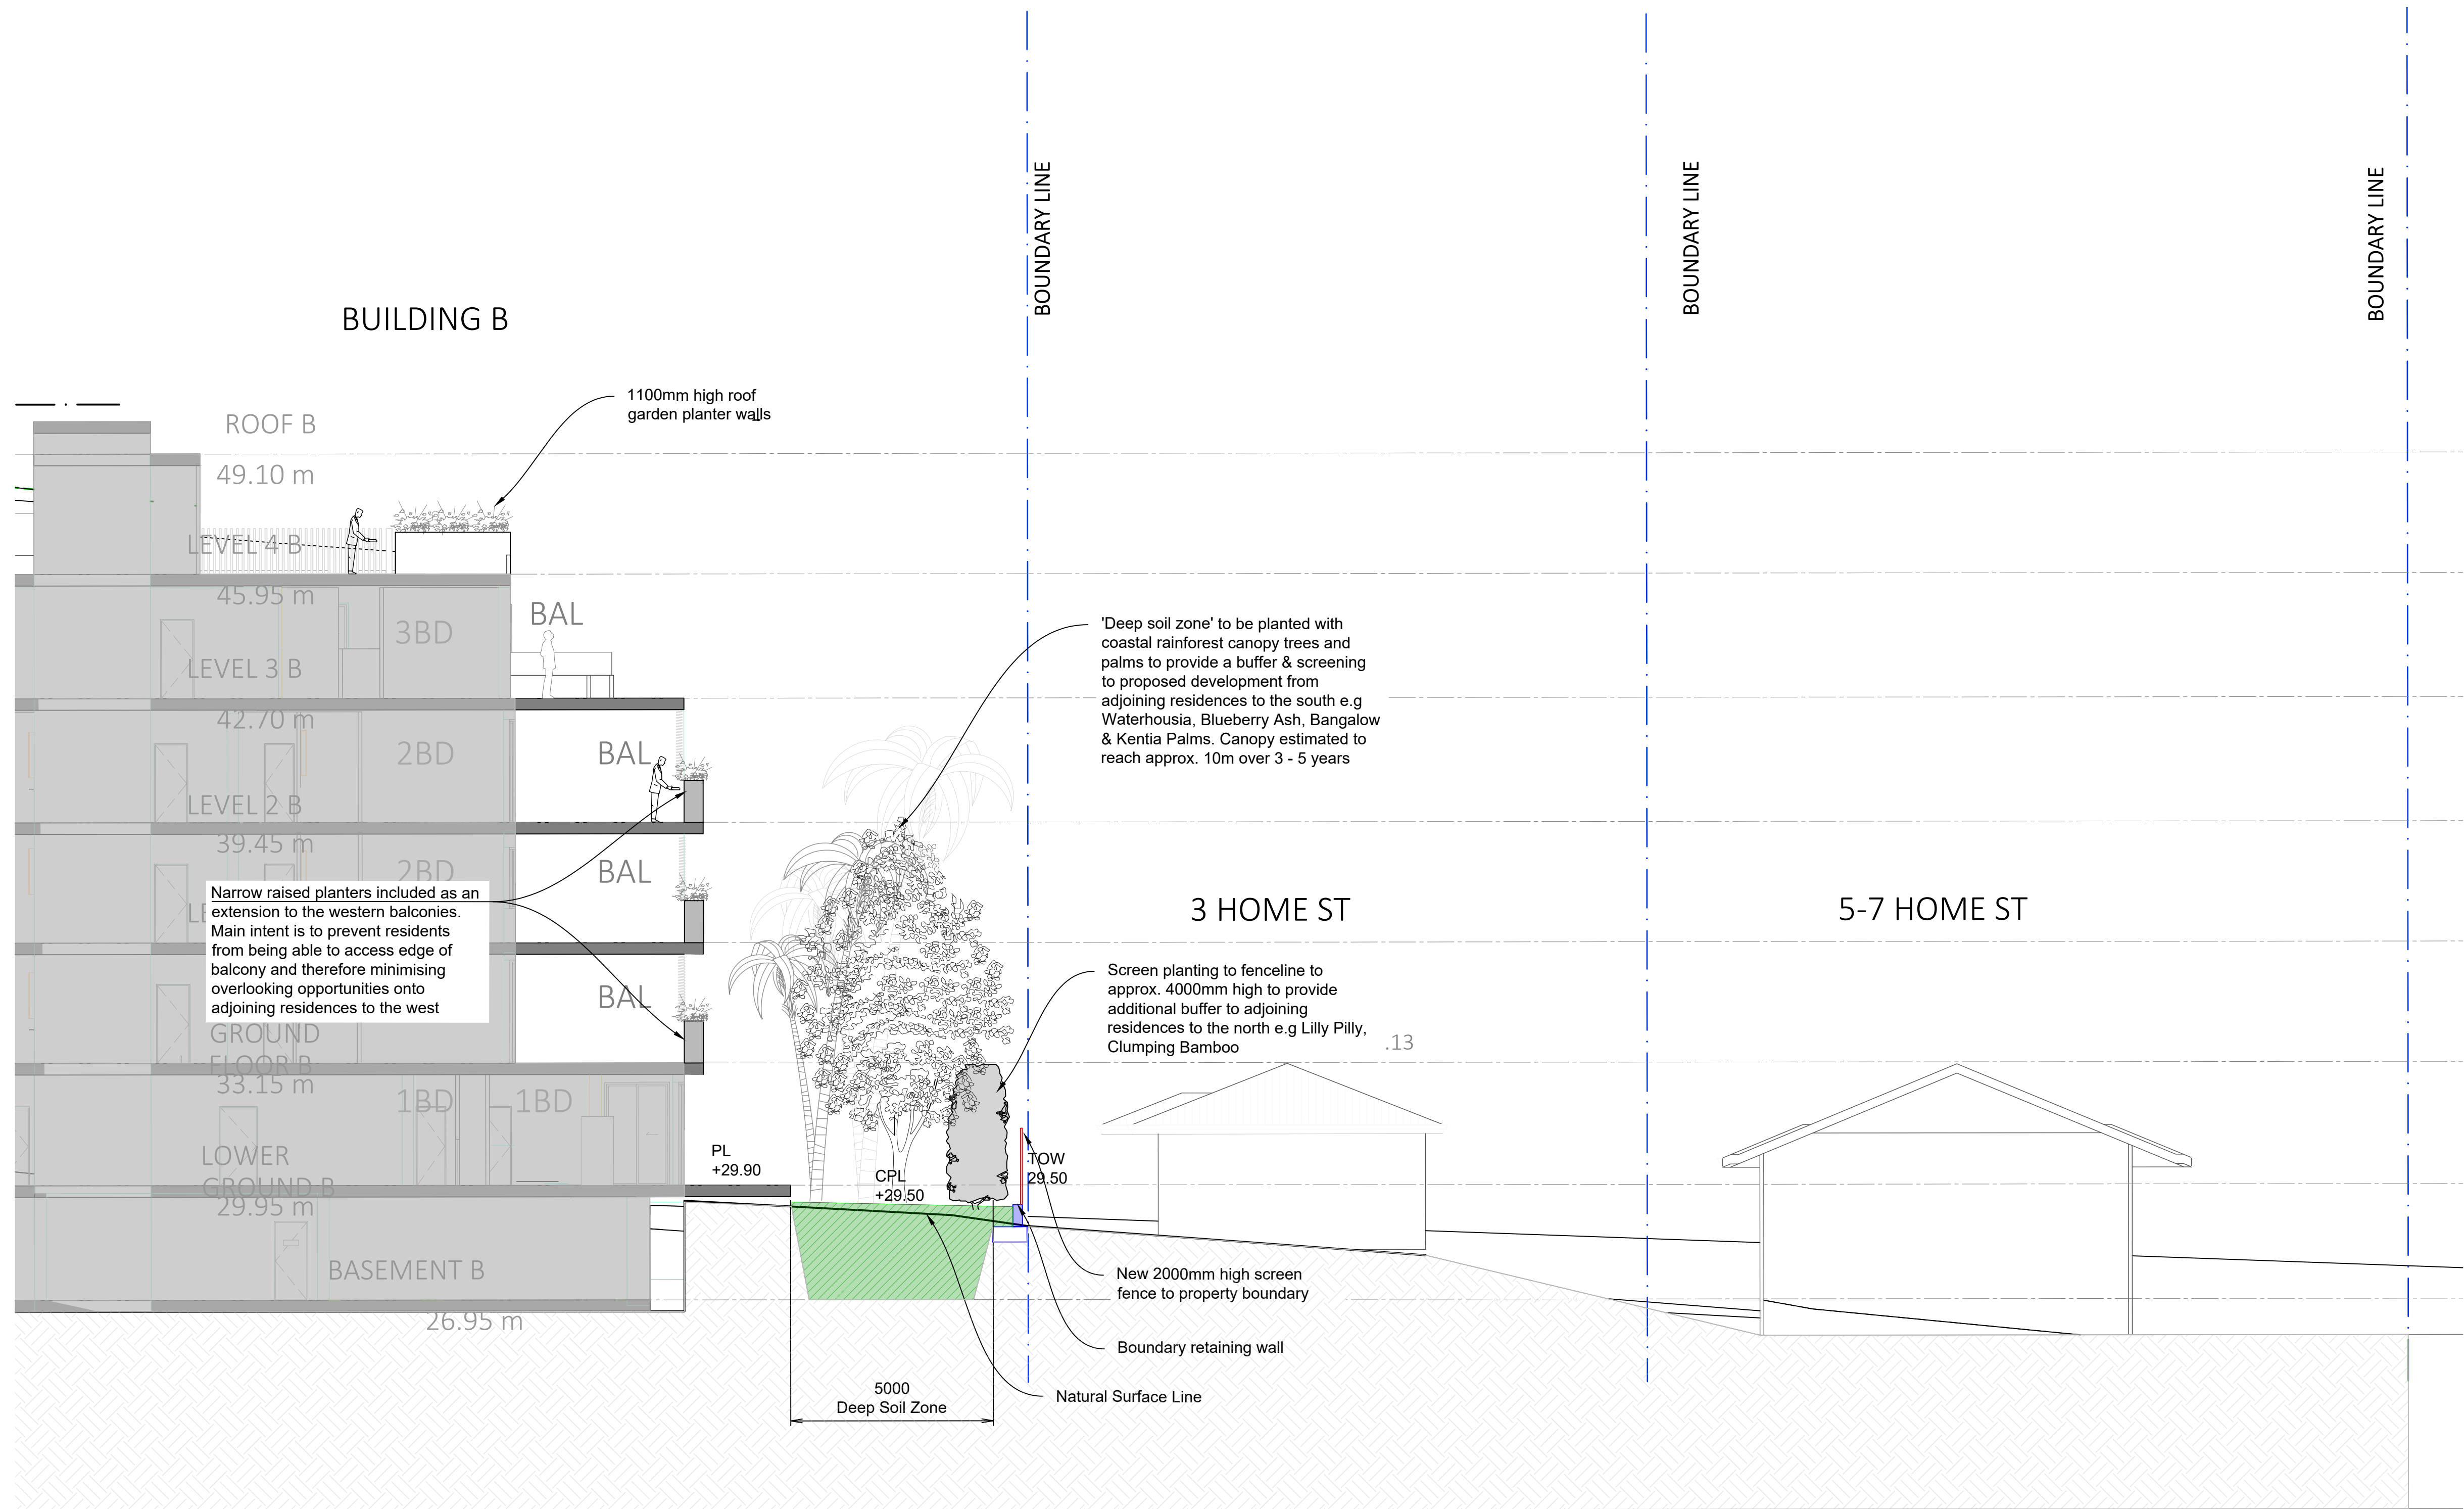 BOUNDARY LINE
BOUNDARY LINE
BOUNDARY LINE
BUILDING B
1100mm high roof
garden planter walls
ROOF B
49.10 m
LEVEL 4 B
45.95 m
3BD
BAL
LEVEL 3 B
42.70 m
2BD
BAL
LEVEL 2 B
39.45 m
2BD
BAL
'Deep soil zone' to be planted with
coastal rainforest canopy trees and
palms to provide a buffer & screening
to proposed development from
adjoining residences to the south e.g
Waterhousia, Blueberry Ash, Bangalow
& Kentia Palms. Canopy estimated to
reach approx. 10m over 3 - 5 years
Narrow raised planters included as an
extension to the western balconies.
Main intent is to prevent residents
from being able to access edge of
balcony and therefore minimising
overlooking opportunities onto
adjoining residences to the west
BAL
3 HOME ST
5-7 HOME ST
Screen planting to fenceline to
approx. 4000mm high to provide
additional buffer to adjoining
residences to the north e.g Lilly Pilly,
Clumping Bamboo
.13
GROUND
FLOOR B
33.15 m
1BD
1BD
LOWER
GROUND B
29.95 m
PL
+29.90
CPL
+29.50
TOW
29.50
BASEMENT B
26.95 m
New 2000mm high screen
fence to property boundary
Boundary retaining wall
Natural Surface Line
5000
Deep Soil Zone